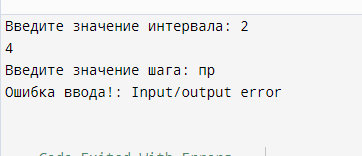 Введите значение интервала: 2
4
Введите значение шага: пр
Ошибка ввода!: Input/output error